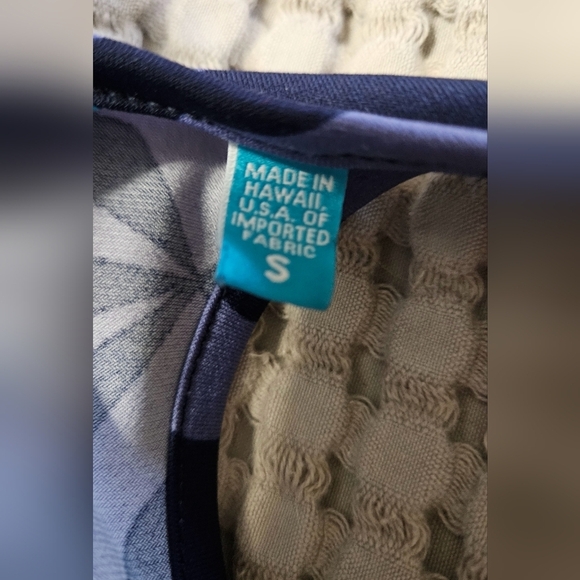 MADE IN
HAWAII,
U.S.A. OF
IMPORTED
FABRIC
S